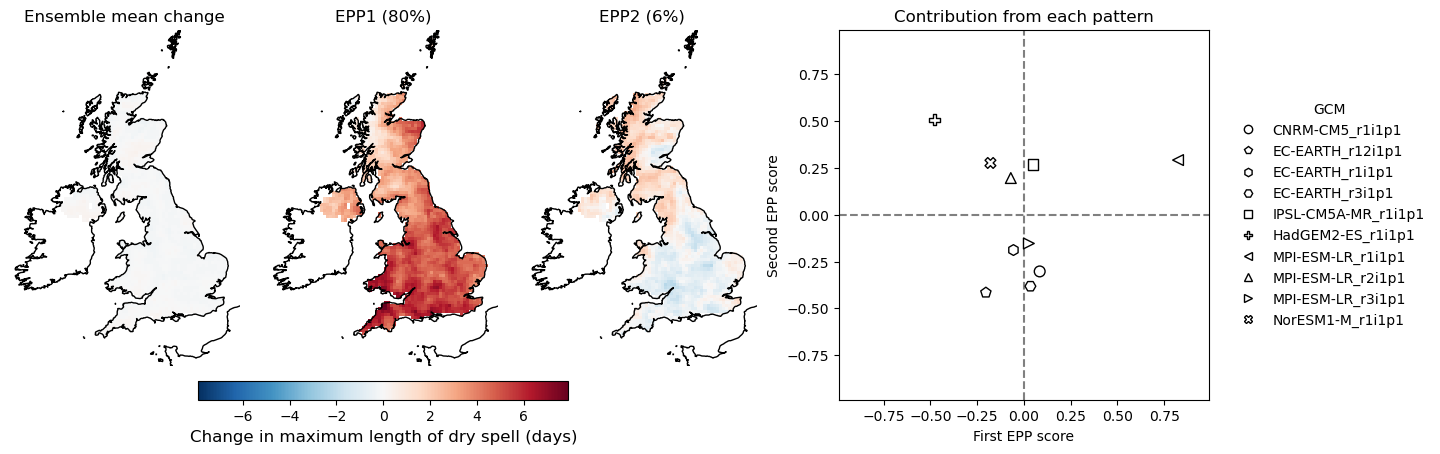 Ensemble mean change
EPP1 (80%)
EPP2 (6%)
Contribution from each pattern
−6 −4 −2 0 2 4 6
Change in maximum length of dry spell (days)
Second EPP score
0.75
0.50
0.25
0.00
−0.25
−0.50
−0.75
−0.75 −0.50 −0.25 0.00 0.25 0.50 0.75
First EPP score
GCM
CNRM-CM5_r1i1p1
EC-EARTH_r12i1p1
EC-EARTH_r1i1p1
EC-EARTH_r3i1p1
IPSL-CM5A-MR_r1i1p1
HadGEM2-ES_r1i1p1
MPI-ESM-LR_r1i1p1
MPI-ESM-LR_r2i1p1
MPI-ESM-LR_r3i1p1
NorESM1-M_r1i1p1